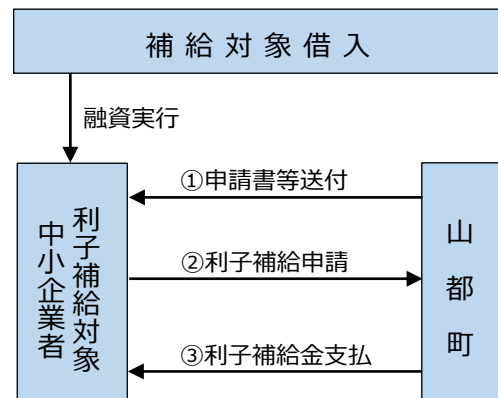 補給対象借入
融資実行
①申請書等送付
利子補給対象
中小企業者
②利子補給申請
山都町
③利子補給金支払